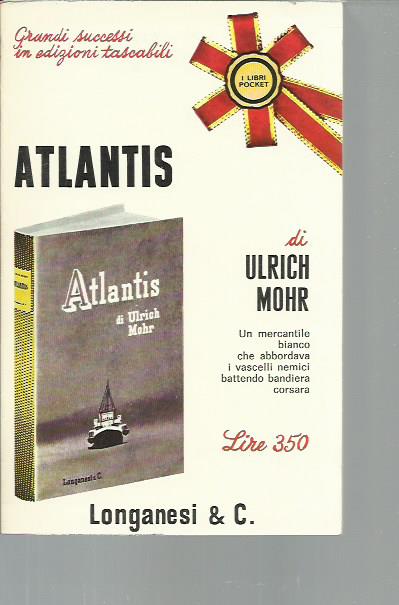 Grandi successi
in edizioni tascabili
I LIBRI
POCKET
ATLANTIS
di
ULRICH
MOHR
Un mercantile
bianco
che abbordava
i vascelli nemici
battendo bandiera
corsara
Lire 350
Atlantis
di Ulrich
Mohr
Longanesi & C.
ATLANTIS
Longanesi & C.